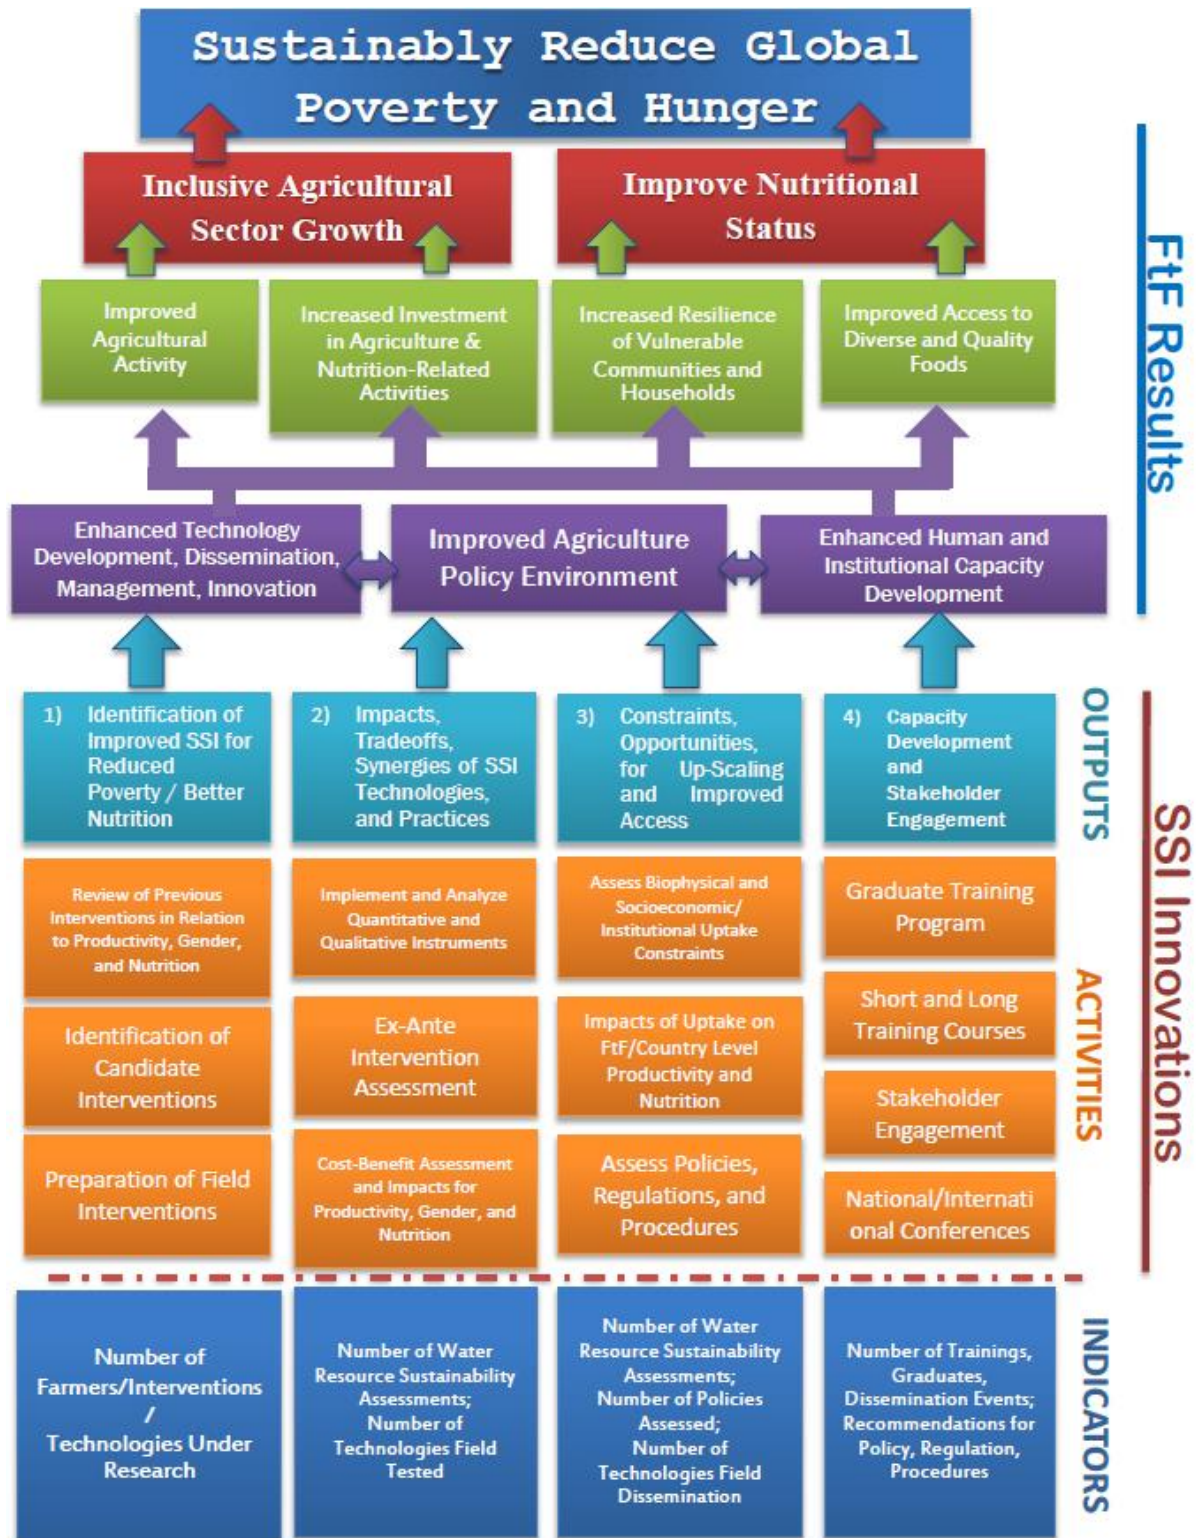 Sustainably Reduce Global
Poverty and Hunger
Inclusive Agricultural
Sector Growth
Improve Nutritional
Status
Improved
Agricultural
Activity
Increased Investment
in Agriculture &
Nutrition-Related
Activities
Increased Resilience
of Vulnerable
Communities and
Households
Improved Access to
Diverse and Quality
Foods
FtF Results
Enhanced Technology
Development, Dissemination,
Management, Innovation
Improved Agriculture
Policy Environment
Enhanced Human and
Institutional Capacity
Development
1) Identification of
Improved SSI for
Reduced
Poverty / Better
Nutrition
2) Impacts,
Tradeoffs,
Synergies of SSI
Technologies,
and Practices
3) Constraints,
Opportunities,
for Up-Scaling
and Improved
Access
4) Capacity
Development
and
Stakeholder
Engagement
OUTPUTS
SSI Innovations
Review of Previous
Interventions in Relation
to Productivity, Gender,
and Nutrition
Implement and Analyze
Quantitative and
Qualitative Instruments
Assess Biophysical and
Socioeconomic/
Institutional Uptake
Constraints
Graduate Training
Program
Identification of
Candidate
Interventions
Ex-Ante
Intervention
Assessment
Impacts of Uptake on
FtF/Country Level
Productivity and
Nutrition
Short and Long
Training Courses
Stakeholder
Engagement
ACTIVITIES
Preparation of Field
Interventions
Cost-Benefit Assessment
and Impacts for
Productivity, Gender, and
Nutrition
Assess Policies,
Regulations, and
Procedures
National/Internati
onal Conferences
Number of
Farmers/Interventions
/
Technologies Under
Research
Number of Water
Resource Sustainability
Assessments;
Number of
Technologies Field
Tested
Number of Water
Resource Sustainability
Assessments;
Number of Policies
Assessed;
Number of
Technologies Field
Dissemination
Number of Trainings,
Graduates,
Dissemination Events;
Recommendations for
Policy, Regulation,
Procedures
INDICATORS